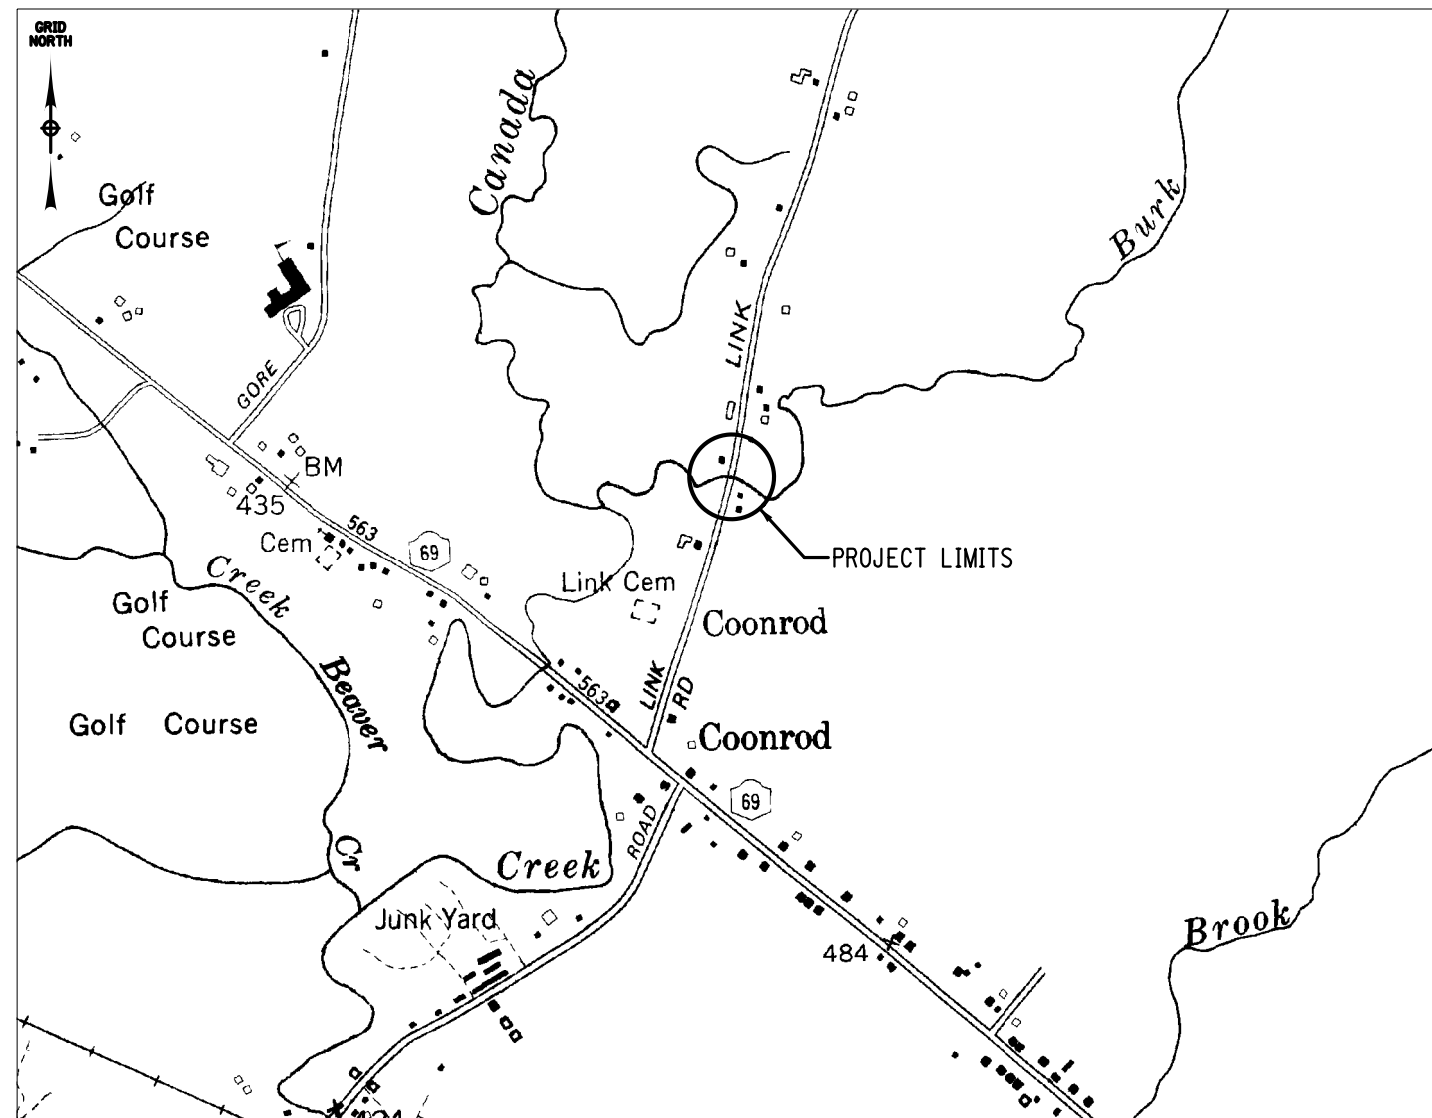 GRID
NORTH
Canada
Golf
Course
Burk
LINK
GORE
BM
435
563
69
Cem
PROJECT LIMITS
Creek
Link Cem
Golf
Course
Coonrod
Beaver
LINK
RD
563
Golf Course
Coonrod
69
ROAD
Cr
Creek
Junk Yard
Brook
484